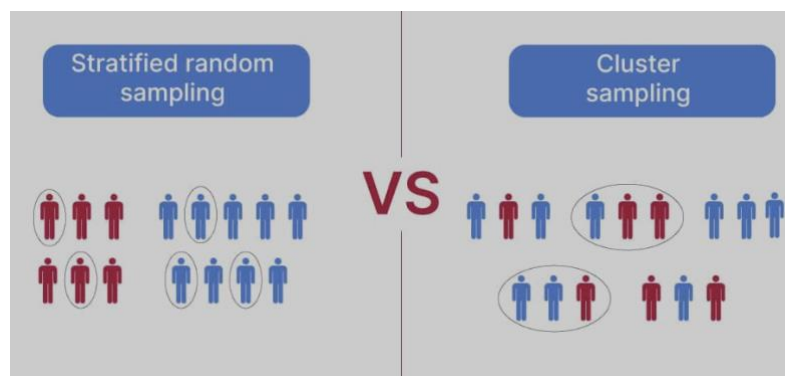 Stratified random
sampling
VS
Cluster
sampling